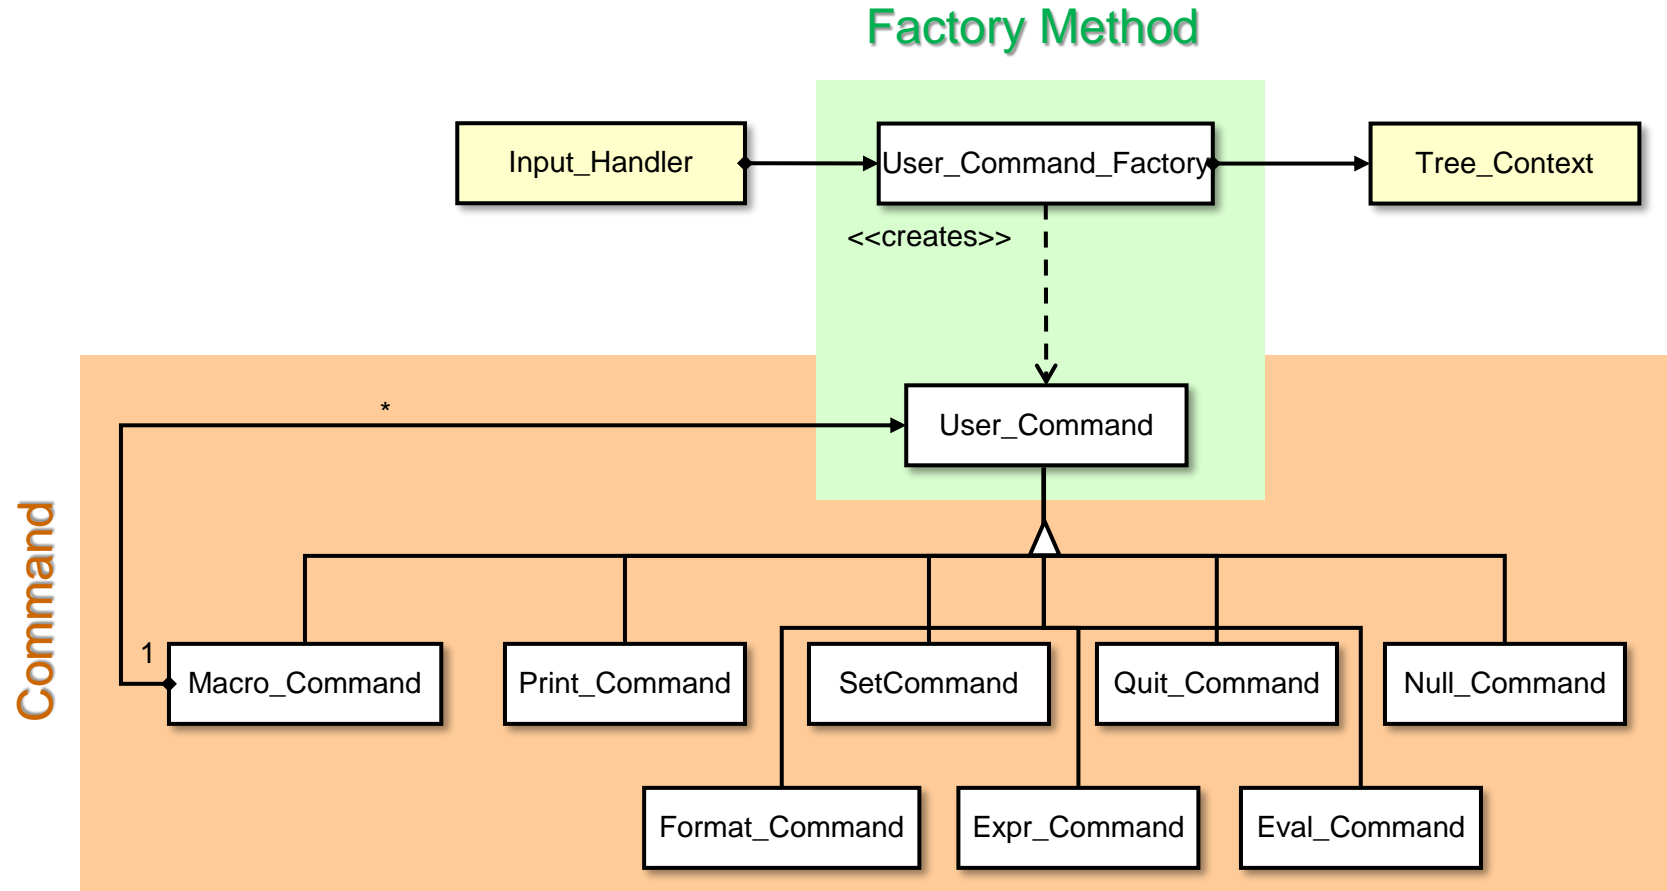 Factory Method
Input_Handler
User_Command_Factory
Tree_Context
<<creates>>
*
User_Command
Command
1
Macro_Command
Print_Command
SetCommand
Quit_Command
Null_Command
Format_Command
Expr_Command
Eval_Command